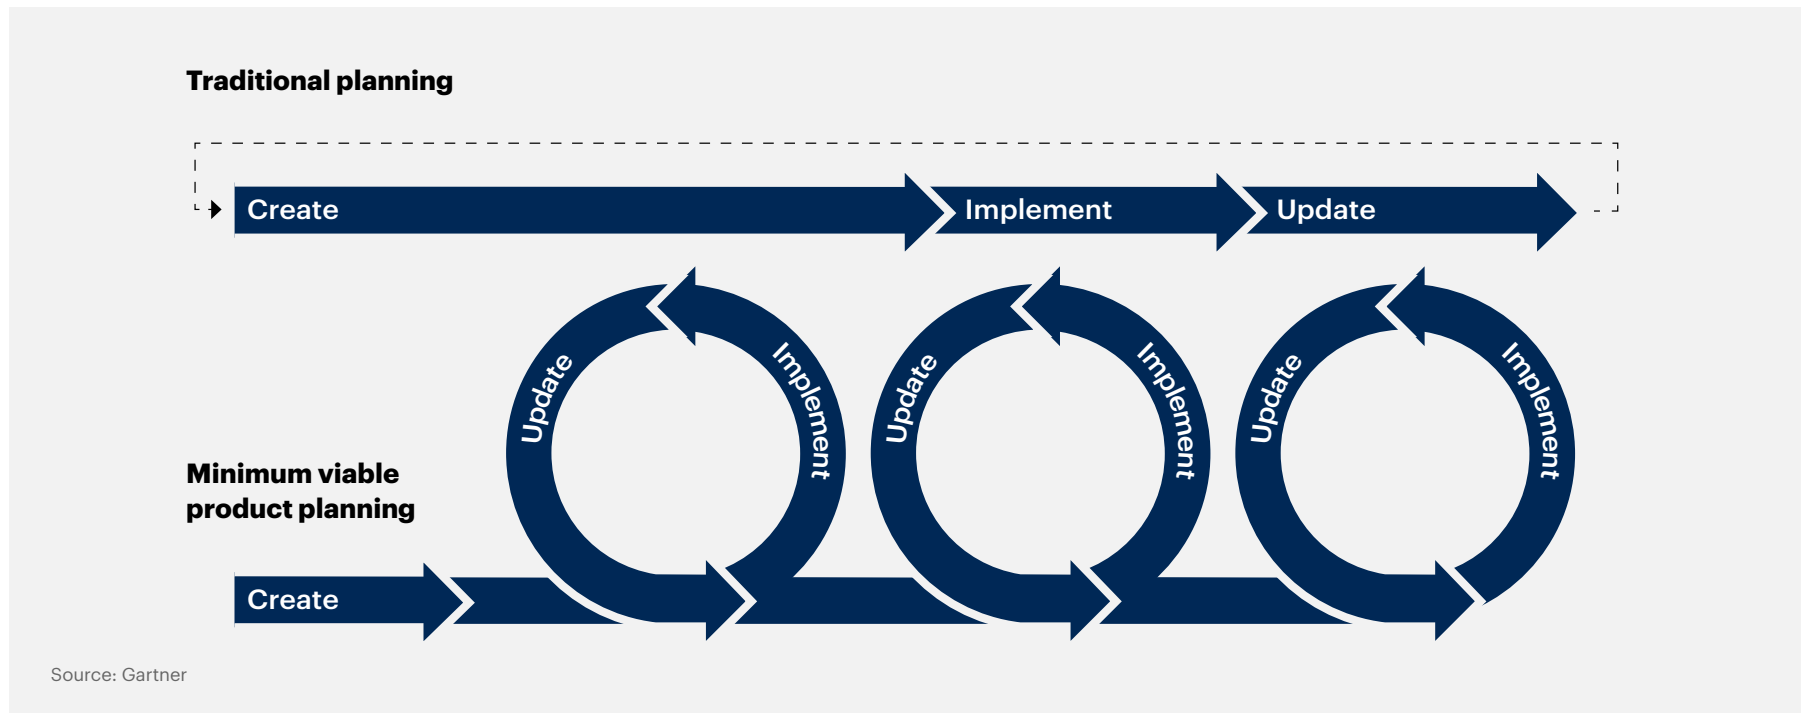 Traditional planning
Create
Implement
Update
Update
Implement
Update
Implement
Update
Implement
Minimum viable
product planning
Create
Source: Gartner